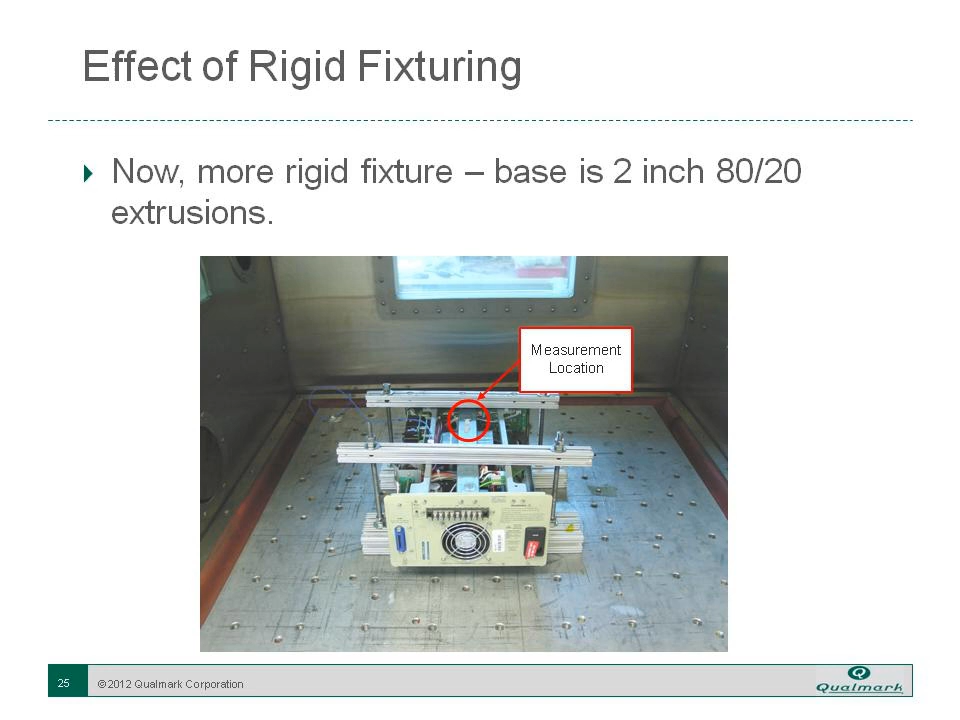 Effect of Rigid Fixturing
Now, more rigid fixture – base is 2 inch 80/20
extrusions.
Measurement
Location
25
©2012 Qualmark Corporation
Qualmark